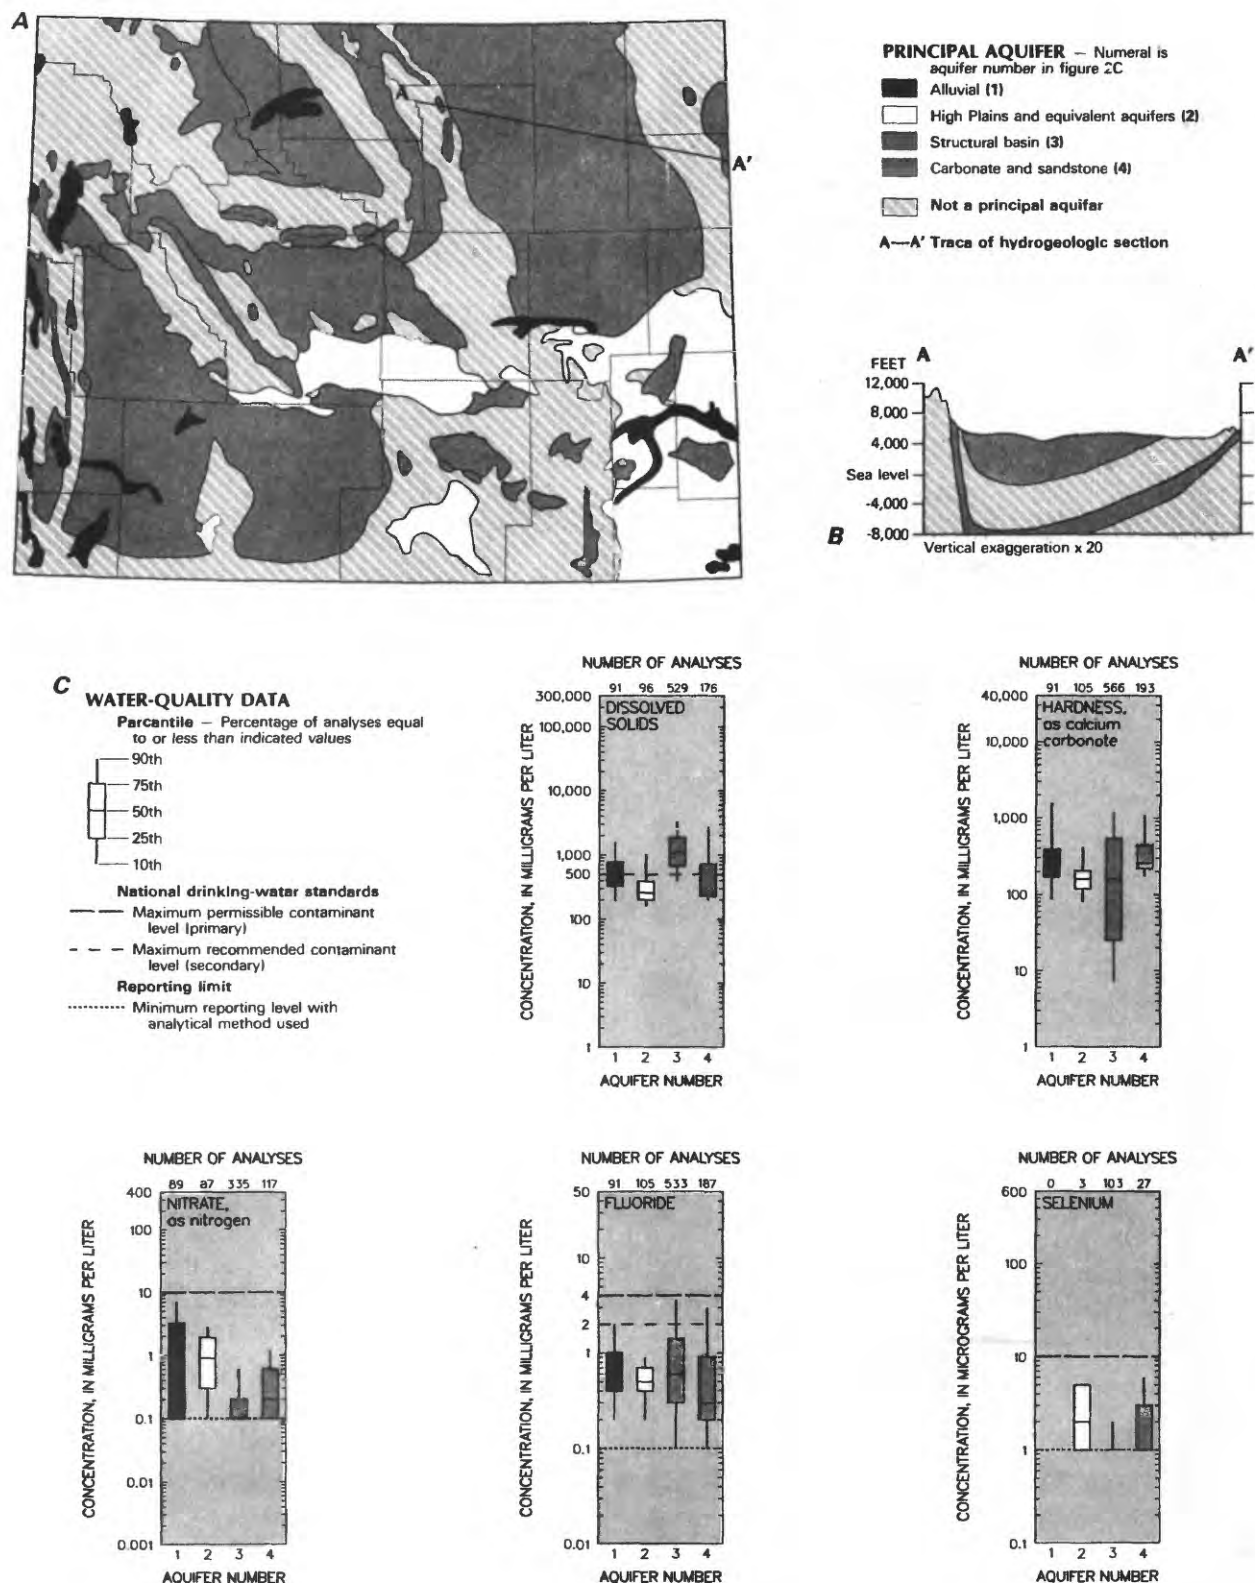 A
A
A'
PRINCIPAL AQUIFER — Numeral is
aquifer number in figure 2C
Alluvial (1)
High Plains and equivalent aquifers (2)
Structural basin (3)
Carbonate and sandstone (4)
Not a principal aquifar
A—A' Traca of hydrogeologic section
FEET
A
A'
12,000
8,000
4,000
Sea level
-4,000
-8,000
B
Vertical exaggeration x 20
C
WATER-QUALITY DATA
Parcantile — Percentage of analyses equal
to or less than indicated values
90th
75th
50th
25th
10th
National drinking-water standards
Maximum permissible contaminant
level (primary)
Maximum recommended contaminant
level (secondary)
Reporting limit
Minimum reporting level with
analytical method used
NUMBER OF ANALYSES
91 96 529 176
DISSOLVED
SOLIDS
CONCENTRATION, IN MILLIGRAMS PER LITER
300,000
100,000
10,000
1,000
500
100
10
1
1 2 3 4
AQUIFER NUMBER
NUMBER OF ANALYSES
91 105 566 193
HARDNESS,
as calcium
carbonate
CONCENTRATION, IN MILLIGRAMS PER LITER
40,000
10,000
1,000
100
10
1
1 2 3 4
AQUIFER NUMBER
NUMBER OF ANALYSES
89 87 335 117
NITRATE,
as nitrogen
CONCENTRATION, IN MILLIGRAMS PER LITER
400
100
10
1
0.1
0.01
0.001
1 2 3 4
AQUIFER NUMBER
NUMBER OF ANALYSES
91 105 533 187
FLUORIDE
CONCENTRATION, IN MILLIGRAMS PER LITER
50
10
4
2
1
0.1
0.01
1 2 3 4
AQUIFER NUMBER
NUMBER OF ANALYSES
0 3 103 27
SELENIUM
CONCENTRATION, IN MICROGRAMS PER LITER
600
100
10
1
0.1
1 2 3 4
AQUIFER NUMBER